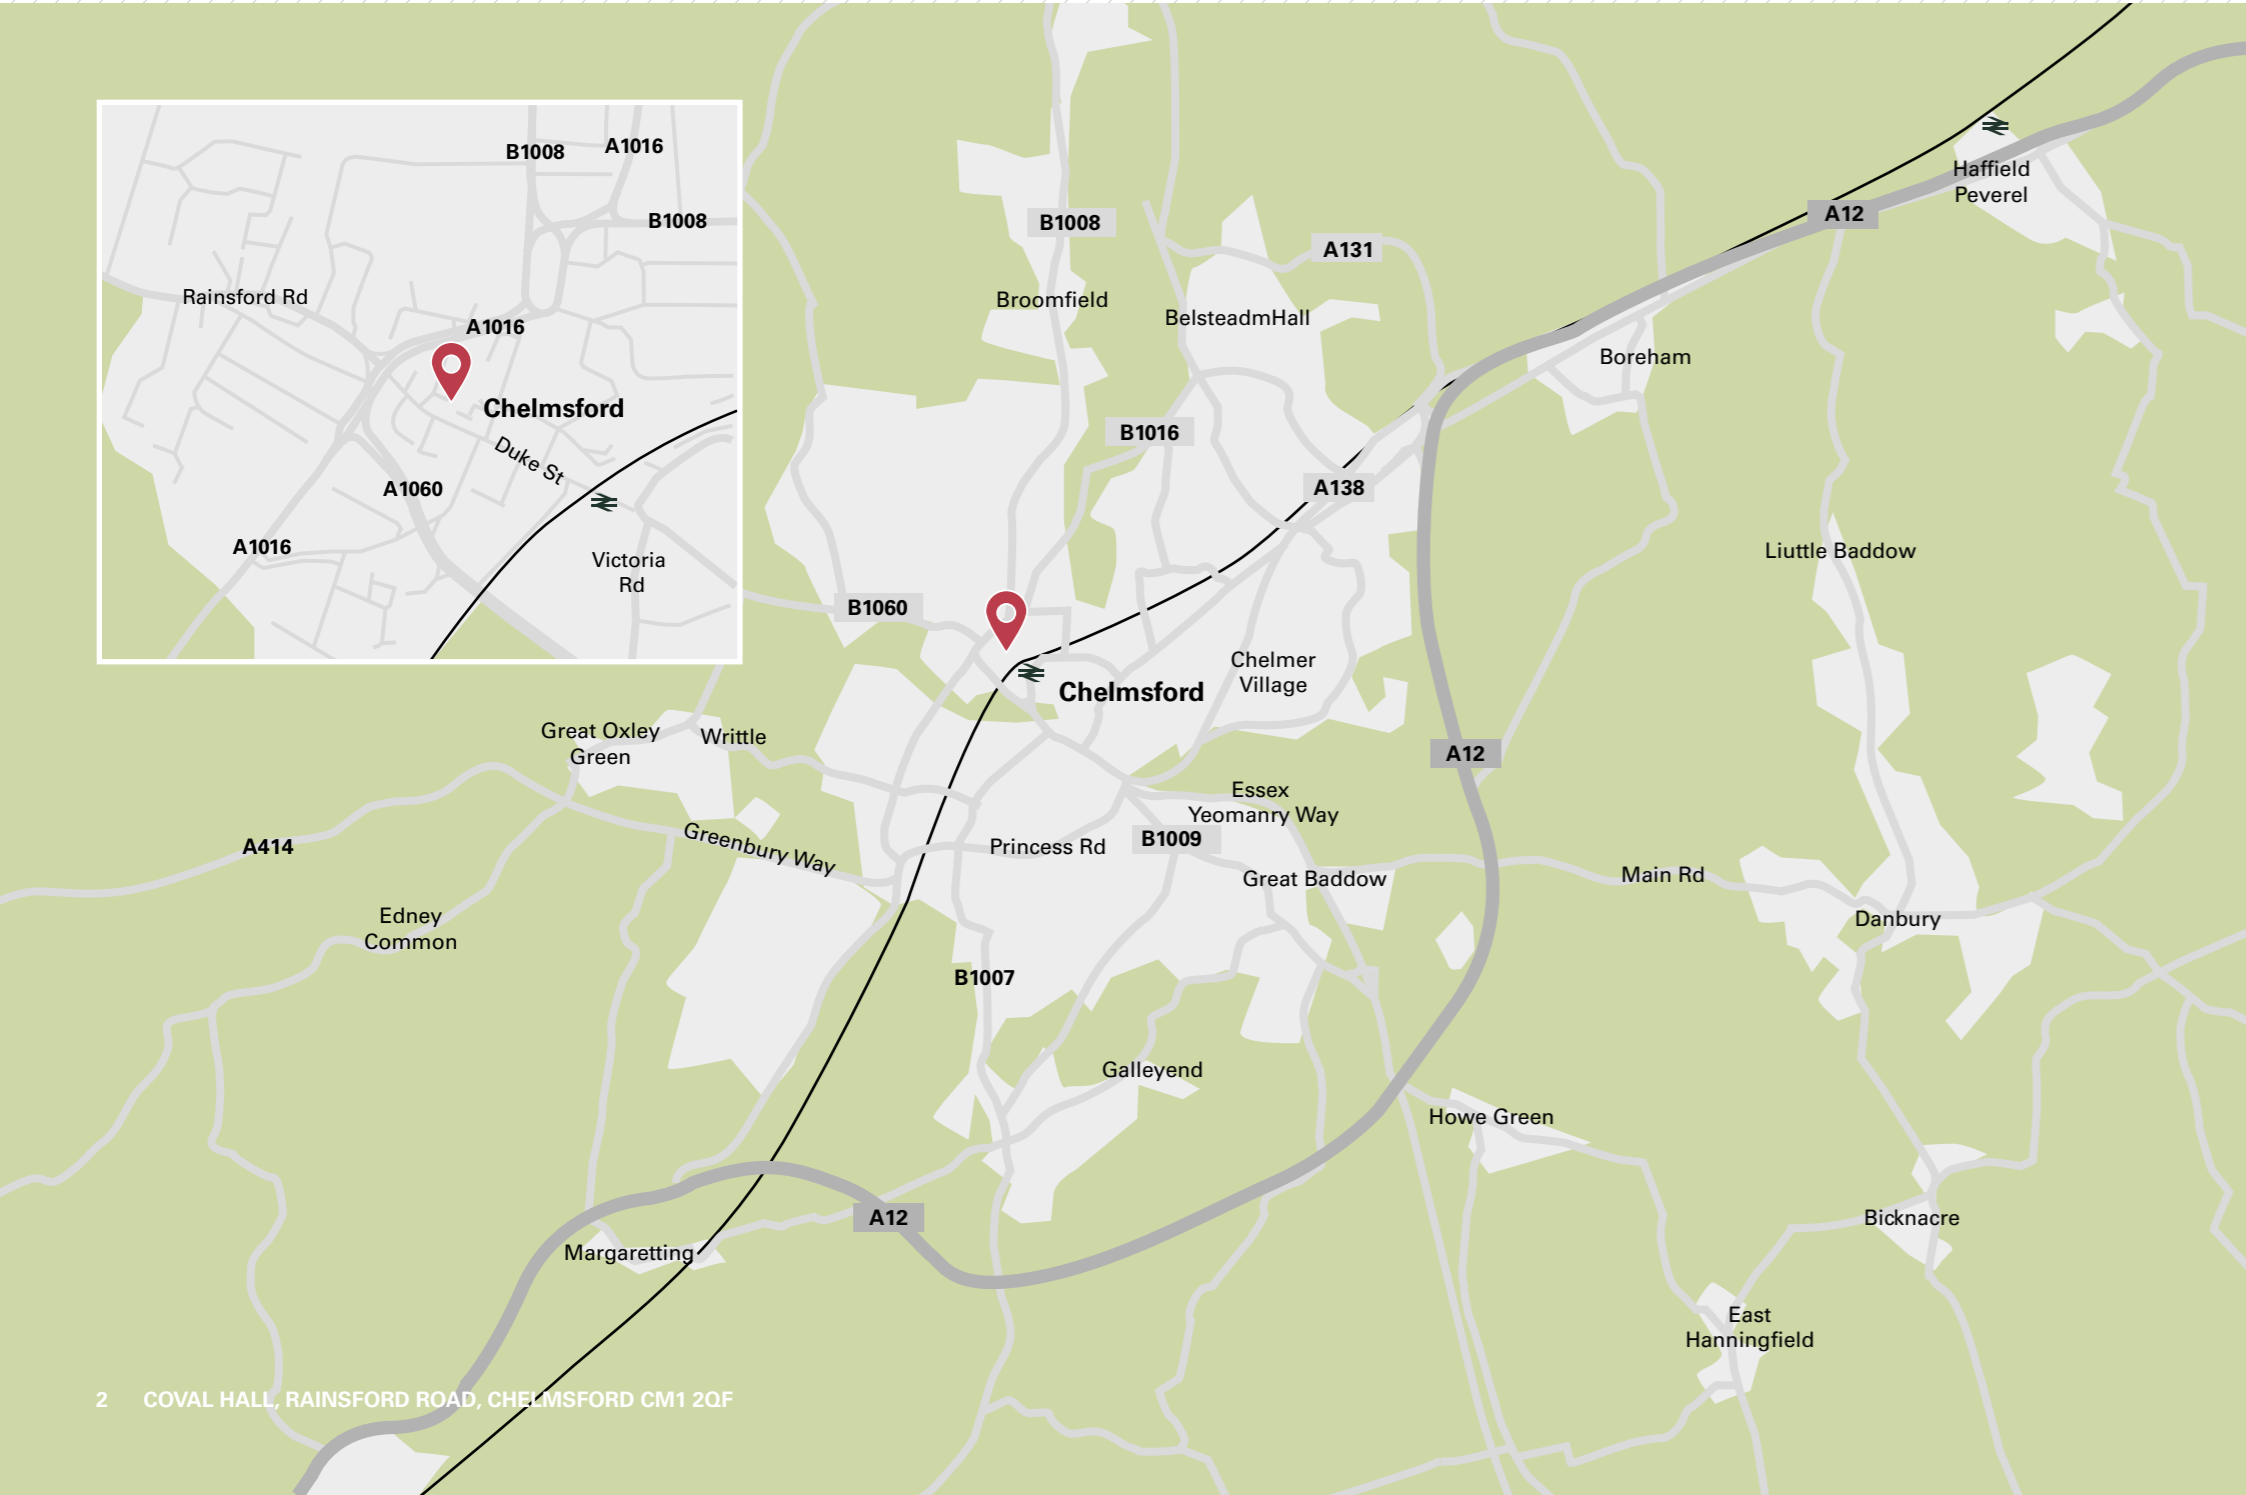 B1008
A1016
B1008
Rainsford Rd
A1016
Chelmsford
Duke St
A1060
A1016
Victoria
Rd
Haffield
Peverel
A12
B1008
A131
Broomfield
BelsteadmHall
Boreham
B1016
A138
Liuttle Baddow
B1060
Chelmer
Village
Chelmsford
Great Oxley
Green
Writtle
A12
Essex
Yeomanry Way
A414
Greenbury Way
Princess Rd
B1009
Great Baddow
Main Rd
Edney
Common
Danbury
B1007
Galleyend
Howe Green
A12
Bicknacre
Margaretting
East
Hanningfield
2 COVAL HALL, RAINSFORD ROAD, CHELMSFORD CM1 2QF